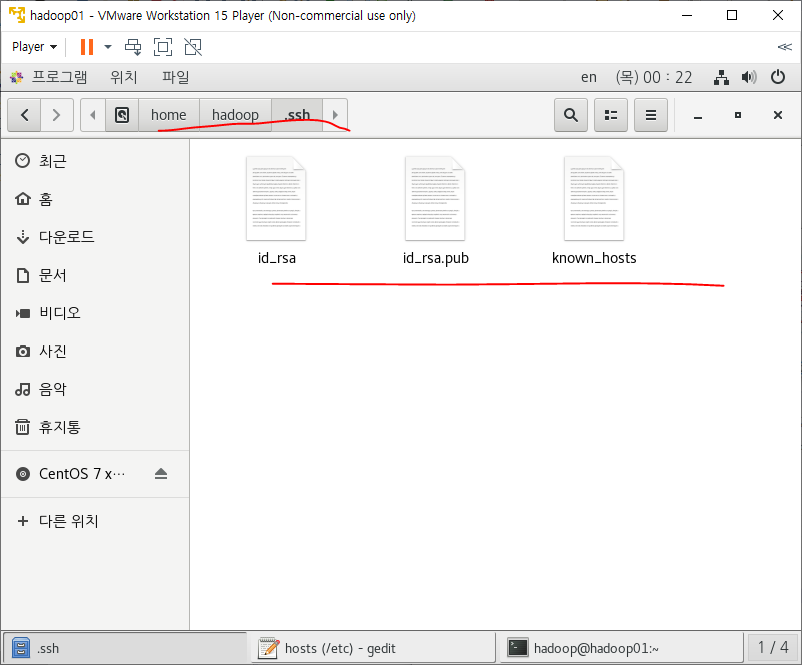 hadoop01 - VMware Workstation 15 Player (Non-commercial use only)
Player
프로그램 위치 파일 en (목) 00 : 22
home hadoop .ssh
최근
홈
다운로드
문서
비디오
사진
음악
휴지통
CentOS 7 x⋯
다른 위치
id_rsa id_rsa.pub known_hosts
.ssh hosts (/etc) - gedit hadoop@hadoop01:~ 1 / 4